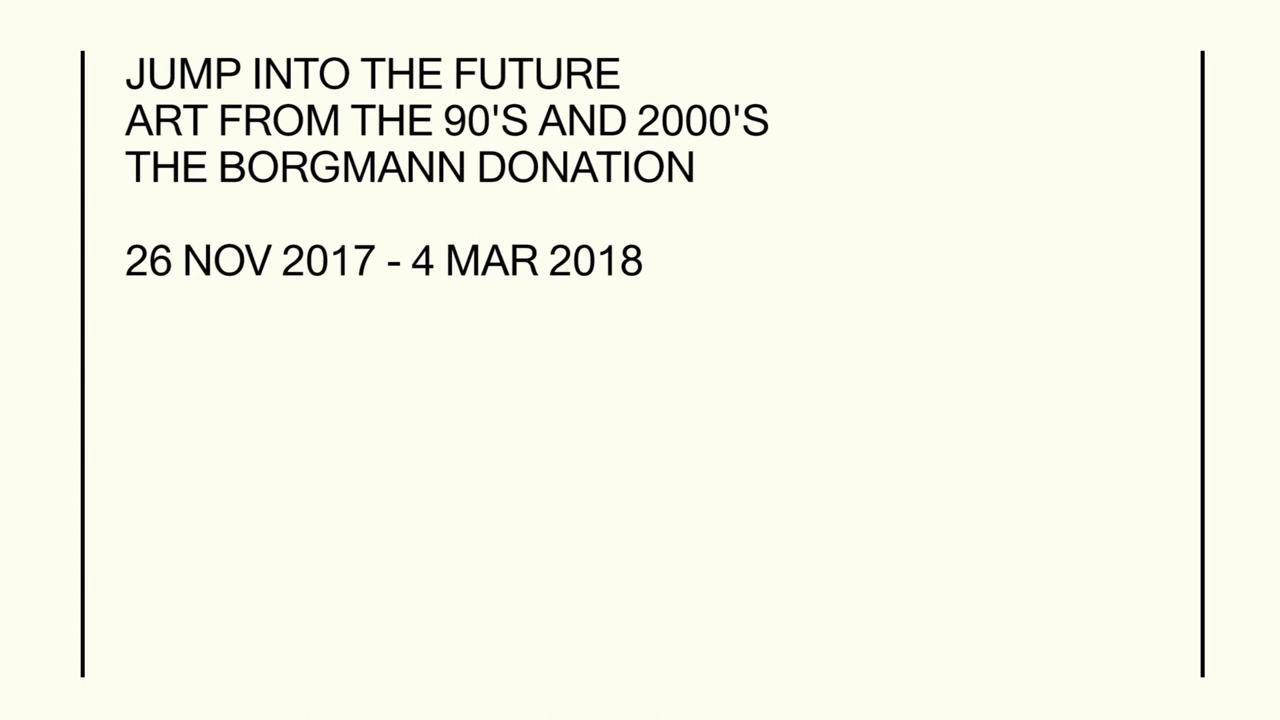 JUMP INTO THE FUTURE
ART FROM THE 90'S AND 2000'S
THE BORGMANN DONATION
26 NOV 2017 - 4 MAR 2018